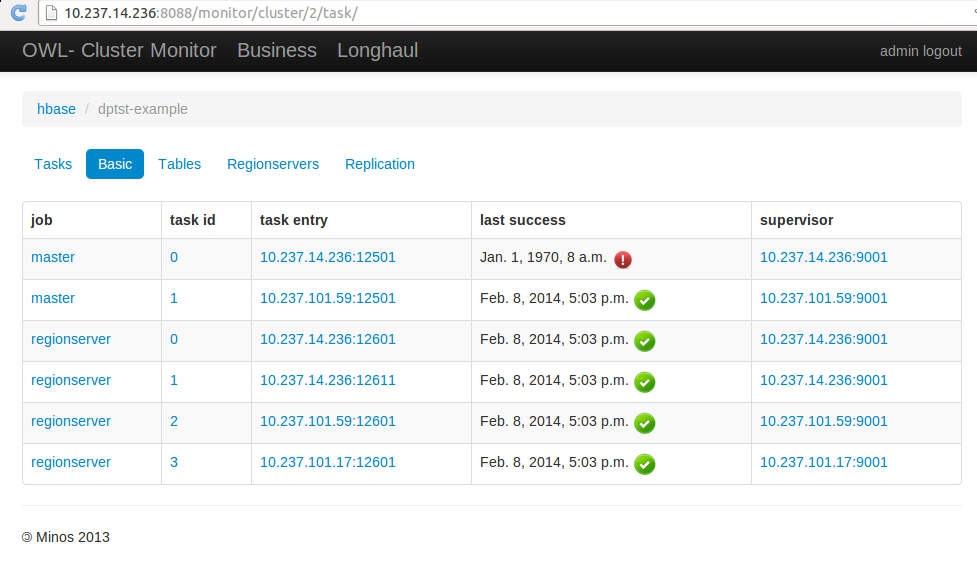 10.237.14.236:8088/monitor/cluster/2/task/
OWL- Cluster Monitor Business Longhaul admin logout
hbase / dptst-example
Tasks Basic Tables Regionservers Replication
job task id task entry last success supervisor
master 0 10.237.14.236:12501 Jan. 1, 1970, 8 a.m. 10.237.14.236:9001
master 1 10.237.101.59:12501 Feb. 8, 2014, 5:03 p.m. 10.237.101.59:9001
regionserver 0 10.237.14.236:12601 Feb. 8, 2014, 5:03 p.m. 10.237.14.236:9001
regionserver 1 10.237.14.236:12611 Feb. 8, 2014, 5:03 p.m. 10.237.14.236:9001
regionserver 2 10.237.101.59:12601 Feb. 8, 2014, 5:03 p.m. 10.237.101.59:9001
regionserver 3 10.237.101.17:12601 Feb. 8, 2014, 5:03 p.m. 10.237.101.17:9001
© Minos 2013